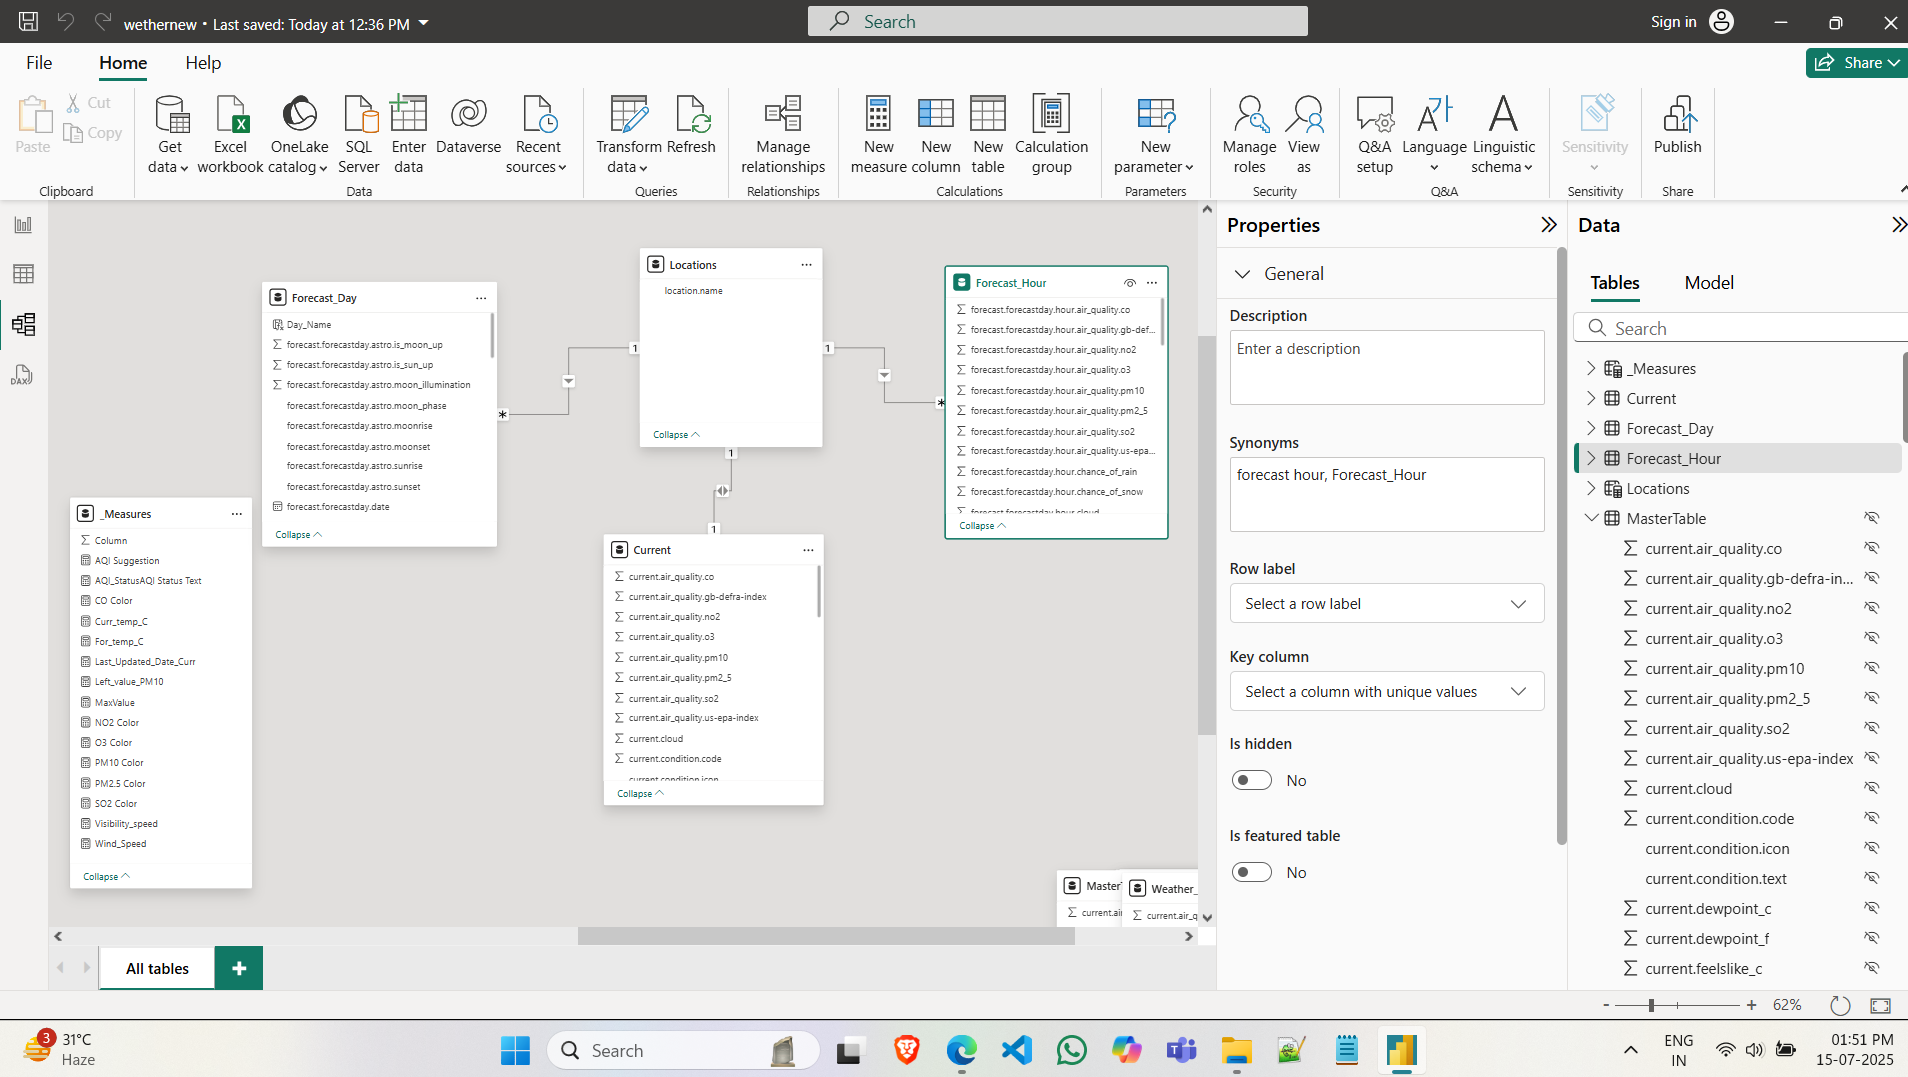 wethernew • Last saved: Today at 12:36 PM
Search
Sign in
File
Home
Help
Share
Paste
Cut
Copy
Get data
Excel workbook
OneLake catalog
SQL Server
Enter data
Dataverse
Recent sources
Transform data
Refresh
Manage relationships
New measure
New column
New table
Calculation group
New parameter
Manage roles
View as
Q&A setup
Language
Linguistic schema
Sensitivity
Publish
Clipboard
Data
Queries
Relationships
Calculations
Parameters
Security
Q&A
Sensitivity
Share
DAX
Forecast_Day
Day_Name
forecast.forecastday.astro.is_moon_up
forecast.forecastday.astro.is_sun_up
forecast.forecastday.astro.moon_illumination
forecast.forecastday.astro.moon_phase
forecast.forecastday.astro.moonrise
forecast.forecastday.astro.moonset
forecast.forecastday.astro.sunrise
forecast.forecastday.astro.sunset
forecast.forecastday.date
Collapse
Locations
location.name
Collapse
1
1
1
1
*
*
Forecast_Hour
forecast.forecastday.hour.air_quality.co
forecast.forecastday.hour.air_quality.gb-def...
forecast.forecastday.hour.air_quality.no2
forecast.forecastday.hour.air_quality.o3
forecast.forecastday.hour.air_quality.pm10
forecast.forecastday.hour.air_quality.pm2_5
forecast.forecastday.hour.air_quality.so2
forecast.forecastday.hour.air_quality.us-epa...
forecast.forecastday.hour.chance_of_rain
forecast.forecastday.hour.chance_of_snow
forecast.forecastday.hour.cloud
Collapse
_Measures
Column
AQI Suggestion
AQI_StatusAQI Status Text
CO Color
Curr_temp_C
For_temp_C
Last_Updated_Date_Curr
Left_value_PM10
MaxValue
NO2 Color
O3 Color
PM10 Color
PM2.5 Color
SO2 Color
Visibility_speed
Wind_Speed
Collapse
Current
current.air_quality.co
current.air_quality.gb-defra-index
current.air_quality.no2
current.air_quality.o3
current.air_quality.pm10
current.air_quality.pm2_5
current.air_quality.so2
current.air_quality.us-epa-index
current.cloud
current.condition.code
current.condition.icon
Collapse
Weather_
current.air_q
All tables
Properties
General
Description
Enter a description
Synonyms
forecast hour, Forecast_Hour
Row label
Select a row label
Key column
Select a column with unique values
Is hidden
No
Is featured table
No
Data
Tables
Model
Search
_Measures
Current
Forecast_Day
Forecast_Hour
Locations
MasterTable
current.air_quality.co
current.air_quality.gb-defra-in...
current.air_quality.no2
current.air_quality.o3
current.air_quality.pm10
current.air_quality.pm2_5
current.air_quality.so2
current.air_quality.us-epa-index
current.cloud
current.condition.code
current.condition.icon
current.condition.text
current.dewpoint_c
current.dewpoint_f
current.feelslike_c
- + 62%
3
31°C
Haze
Search
ENG
IN
01:51 PM
15-07-2025